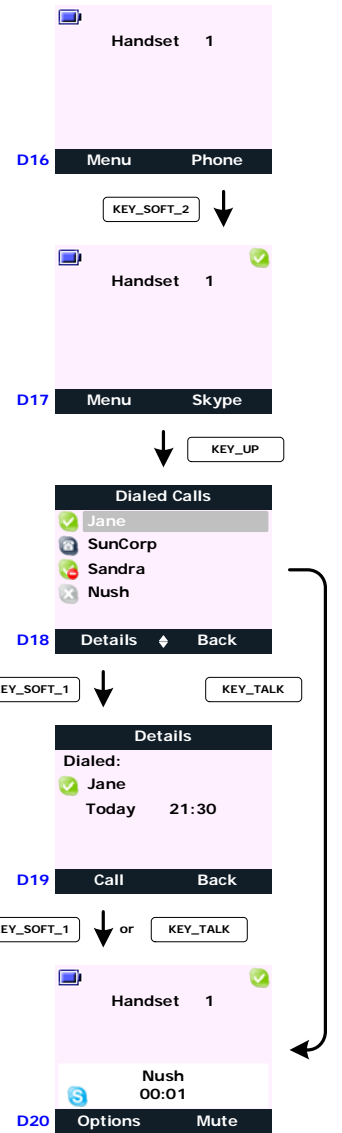 Handset 1
D16 Menu Phone
KEY_SOFT_2
Handset 1
D17 Menu Skype
KEY_UP
Dialed Calls
Jane
SunCorp
Sandra
Nush
D18 Details Back
EY_SOFT_1 KEY_TALK
Details
Dialed:
Jane
Today 21:30
D19 Call Back
EY_SOFT_1 or KEY_TALK
Handset 1
Nush
S 00:01
D20 Options Mute